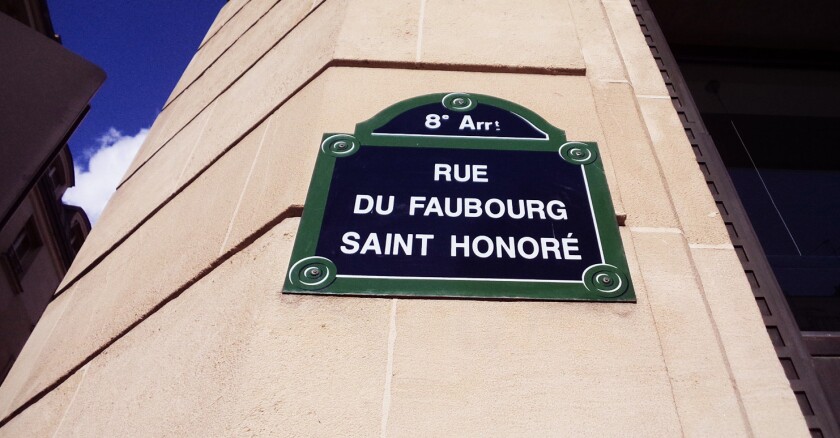 8e Arrt
RUE
DU FAUBOURG
SAINT HONORÉ